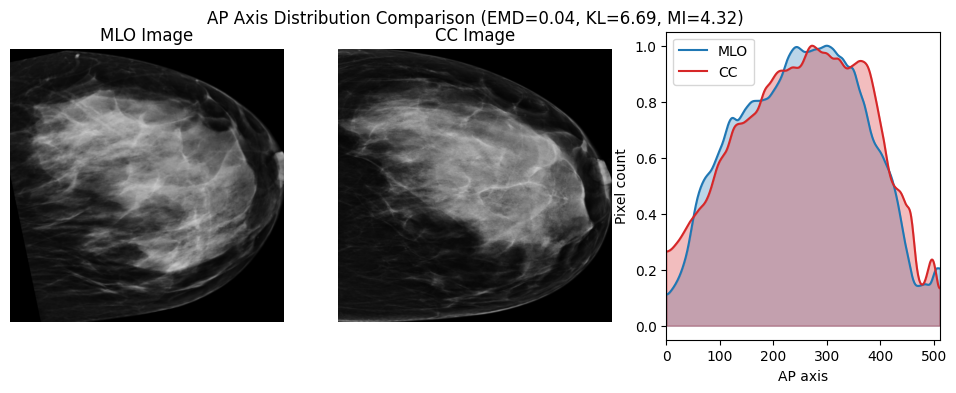 AP Axis Distribution Comparison (EMD=0.04, KL=6.69, MI=4.32)
MLO Image
CC Image
MLO
CC
Pixel count
1.0
0.8
0.6
0.4
0.2
0.0
0 100 200 300 400 500
AP axis